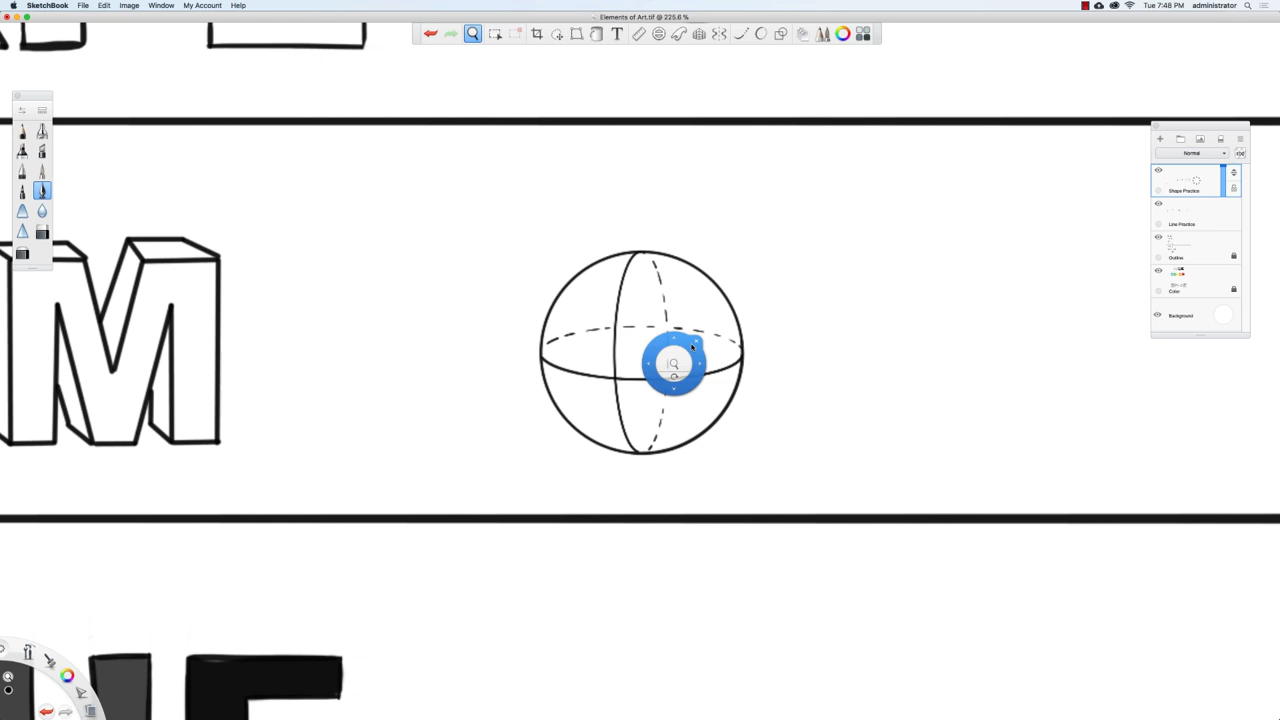 SketchBook File Edit Image Window My Account Help
Tue 7:48 PM administrator
Elements of Art.tif @ 225.6 %
T
Normal
Shape Practice
Line Practice
Outline
Color
Background
M
NE